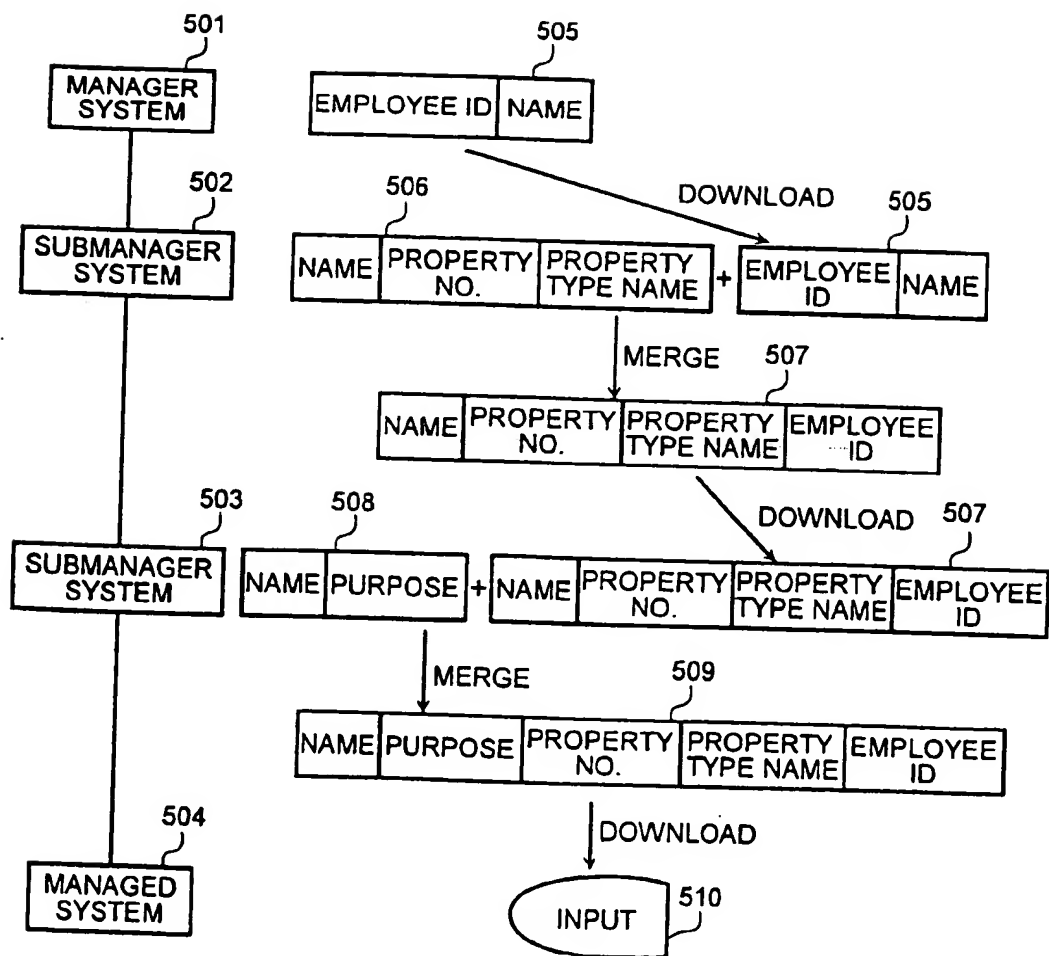 501
MANAGER
SYSTEM
505
EMPLOYEE ID NAME
DOWNLOAD
502
SUBMANAGER
SYSTEM
506
NAME PROPERTY NO. PROPERTY TYPE NAME + EMPLOYEE ID NAME
505
MERGE
507
NAME PROPERTY NO. PROPERTY TYPE NAME EMPLOYEE ID
DOWNLOAD
503
SUBMANAGER
SYSTEM
508
NAME PURPOSE + NAME PROPERTY NO. PROPERTY TYPE NAME EMPLOYEE ID
507
MERGE
509
NAME PURPOSE PROPERTY NO. PROPERTY TYPE NAME EMPLOYEE ID
DOWNLOAD
504
MANAGED
SYSTEM
INPUT
510